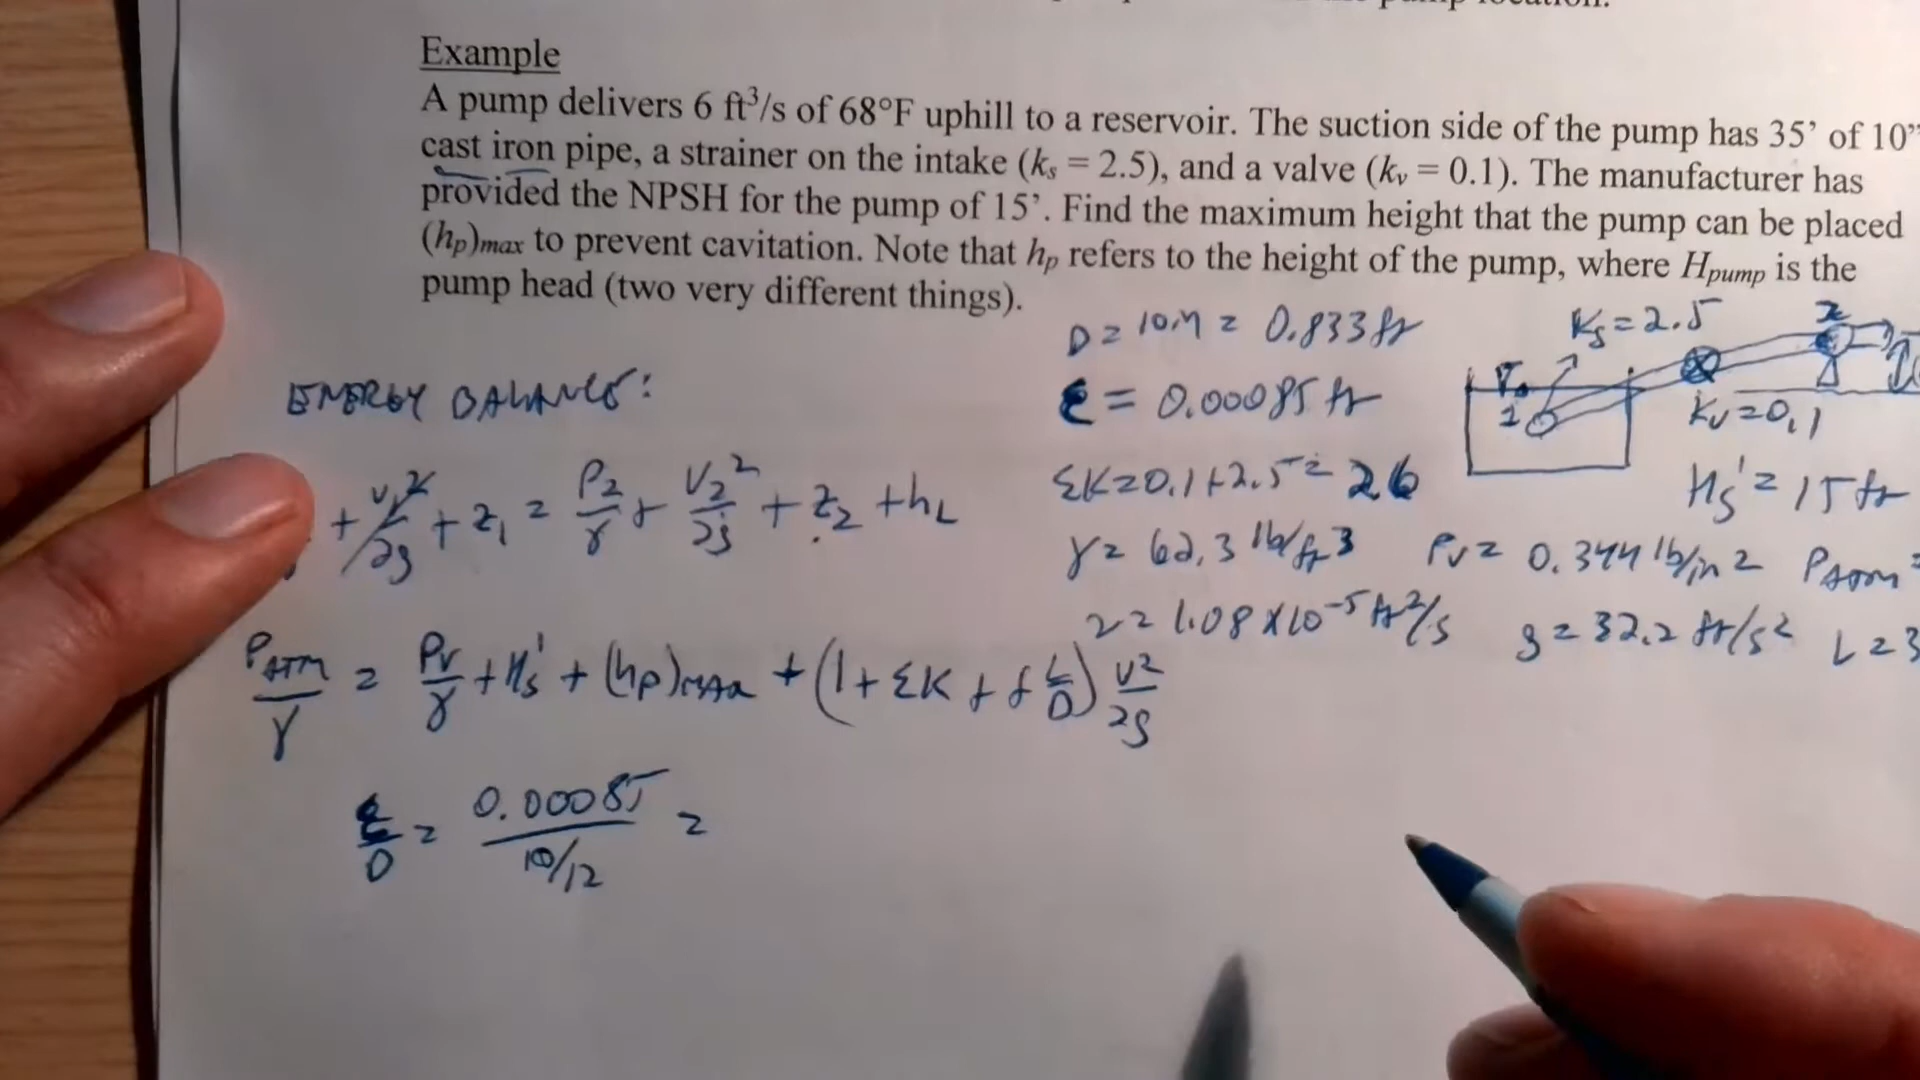 pump location.
Example
A pump delivers 6 ft³/s of 68°F uphill to a reservoir. The suction side of the pump has 35’ of 10”
cast iron pipe, a strainer on the intake (ks = 2.5), and a valve (kv = 0.1). The manufacturer has
provided the NPSH for the pump of 15’. Find the maximum height that the pump can be placed
(hp)max to prevent cavitation. Note that hp refers to the height of the pump, where Hpump is the
pump head (two very different things).
D = 10in = 0.833 ft
Ks = 2.5
2
ENERGY BALANCE:
ε = 0.00085 ft
1
Kv = 0.1
+ V₁²/2g + z₁ = P₂/γ + V₂²/2g + z₂ + hL
ΣK = 0.1 + 2.5 = 26
Hs' = 15 ft
γ = 62.3 lb/ft3
Pv = 0.344 lb/in2
PATM =
ν = 1.08 × 10⁻⁵ ft²/s
g = 32.2 ft/s²
L = 3
PATM/γ = Pv/γ + Hs' + (hp)MAX + (1 + ΣK + f L/D) V²/2g
ε/D = 0.00085/10/12 =